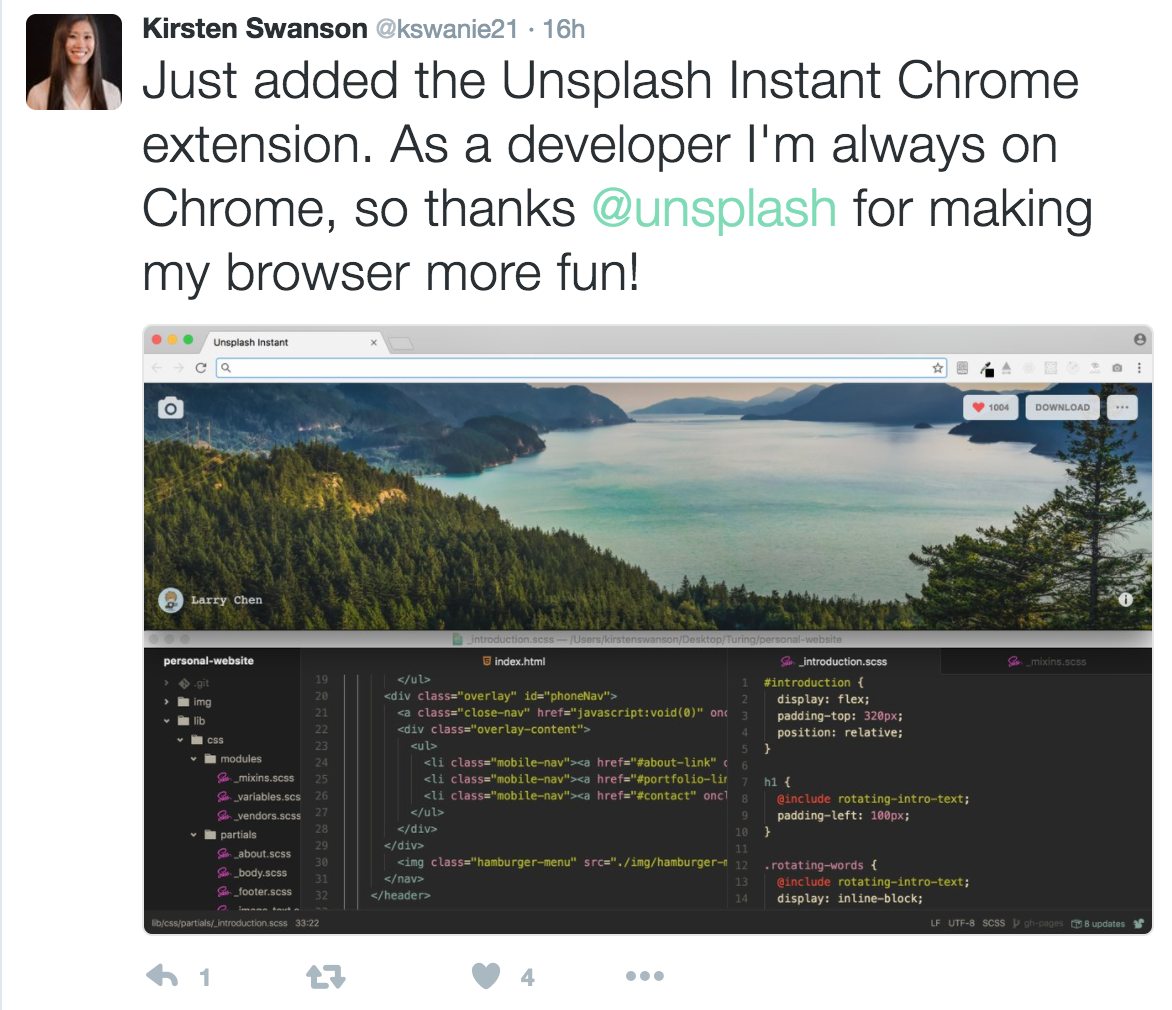 Kirsten Swanson @kswanie21 · 16h
Just added the Unsplash Instant Chrome
extension. As a developer I'm always on
Chrome, so thanks @unsplash for making
my browser more fun!
Unsplash Instant
1004 DOWNLOAD
Larry Chen
_introduction.scss — /Users/kirstenswanson/Desktop/Turing/personal-website
personal-website
.git
img
lib
css
modules
_mixins.scss
_variables.scs
_vendors.scss
partials
_about.scss
_body.scss
_footer.scss
index.html
19 </ul>
20 <div class="overlay" id="phoneNav">
21 <a class="close-nav" href="javascript:void(0)" onc
22 <div class="overlay-content">
23 <ul>
24 <li class="mobile-nav"><a href="#about-link"
25 <li class="mobile-nav"><a href="#portfolio-lin
26 <li class="mobile-nav"><a href="#contact" oncl
27 </ul>
28 </div>
29 </div>
30 <img class="hamburger-menu" src="./img/hamburger-m
31 </nav>
32 </header>
_introduction.scss
_mixins.scss
1 #introduction {
2 display: flex;
3 padding-top: 320px;
4 position: relative;
5 }
6
7 h1 {
8 @include rotating-intro-text;
9 padding-left: 100px;
10 }
11
12 .rotating-words {
13 @include rotating-intro-text;
14 display: inline-block;
lib/css/partials/_introduction.scss 33:22
LF UTF-8 SCSS gh-pages 8 updates
1 4